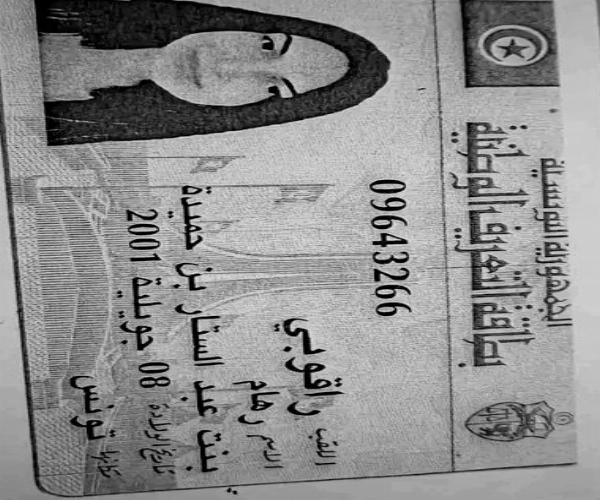 الجمهورية التونسية
بطاقة التعريف الوطنية
09643266
اللقب راقوبي
الاسم رهام
بنت عبد الستار بن حميدة
تاريخ الولادة 08 جويلية 2001
مكانها تونس